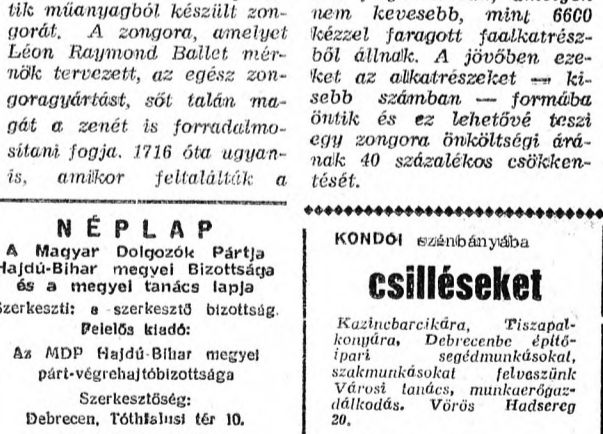 tik műanyagból készült zon-
gorát. A zongora, amelyet
Léon Raymond Ballet mér-
nök tervezett, az egész zon-
goragyártást, sőt talán ma-
gát a zenét is forradalmo-
sítani fogja. 1716 óta ugyan-
is, amikor feltalálták a
nem kevesebb, mint 6600
kézzel faragott faalkatrész-
ből állnak. A jövőben eze-
ket az alkatrészeket — ki-
sebb számban — formába
öntik és ez lehetővé teszi
egy zongora önköltségi árá-
nak 40 százalékos csökken-
tését.
NÉPLAP
A Magyar Dolgozók Pártja
Hajdú-Bihar megyei Bizottsága
és a megyei tanács lapja
Szerkeszti: a szerkesztő bizottság.
Felelős kiadó:
Az MDP Hajdú-Bihar megyei
párt-végrehajtóbizottsága
Szerkesztőség:
Debrecen, Tóthfalusi tér 10.
KONDÓI szénbányába
csilléseket
Kazincbarcikára, Tiszapal-
konyára, Debrecenbe építő-
ipari segédmunkásokat,
szakmunkásokat felveszünk
Városi tanács, munkaerőgaz-
dálkodás. Vörös Hadsereg
20.